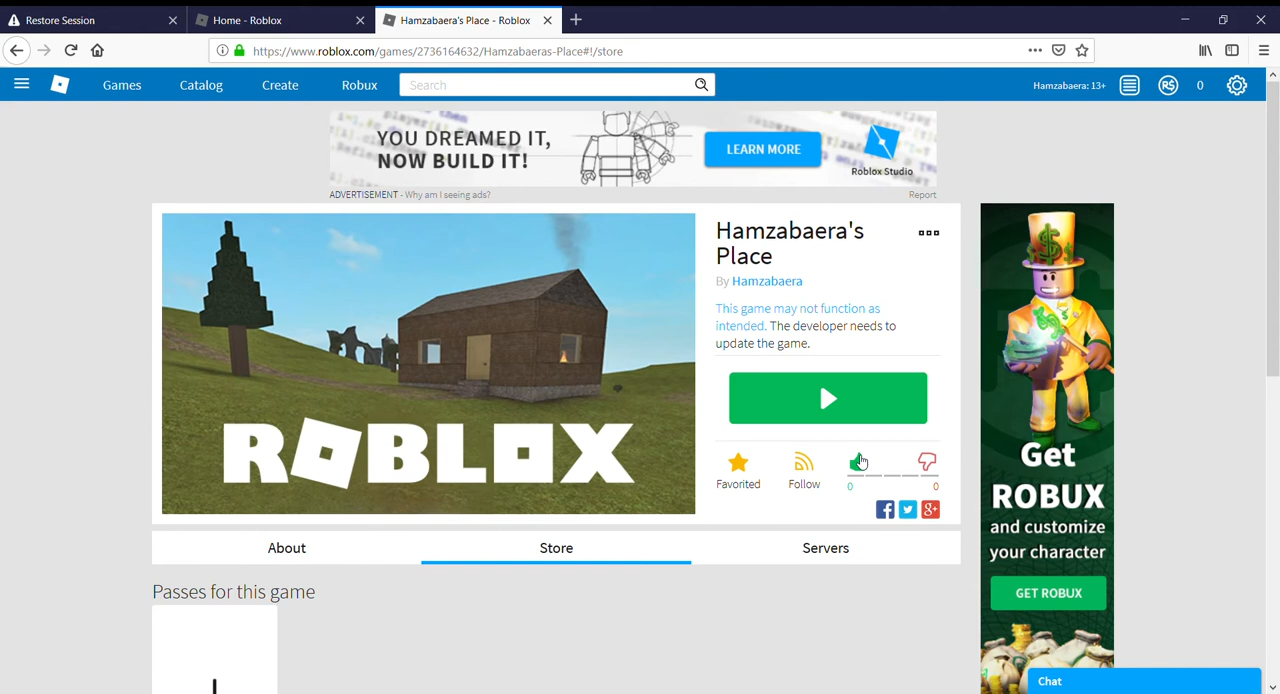 Restore Session
Home - Roblox
Hamzabaera's Place - Roblox
https://www.roblox.com/games/2736164632/Hamzabaeras-Place#!/store
Games
Catalog
Create
Robux
Search
Hamzabaera: 13+
R$
0
YOU DREAMED IT,
NOW BUILD IT!
LEARN MORE
Roblox Studio
ADVERTISEMENT - Why am I seeing ads?
Report
ROBLOX
Hamzabaera's
Place
By Hamzabaera
This game may not function as
intended. The developer needs to
update the game.
Favorited
Follow
0
0
About
Store
Servers
Passes for this game
Get
ROBUX
and customize
your character
GET ROBUX
Chat